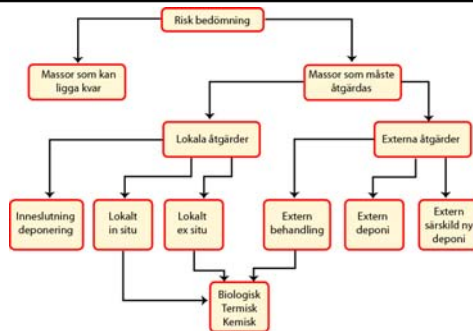 Risk bedömning
Massor som kan
ligga kvar
Massor som måste
åtgärdas
Lokala åtgärder
Externa åtgärder
Inneslutning
deponering
Lokalt
in situ
Lokalt
ex situ
Extern
behandling
Extern
deponi
Extern
särskild ny
deponi
Biologisk
Termisk
Kemisk